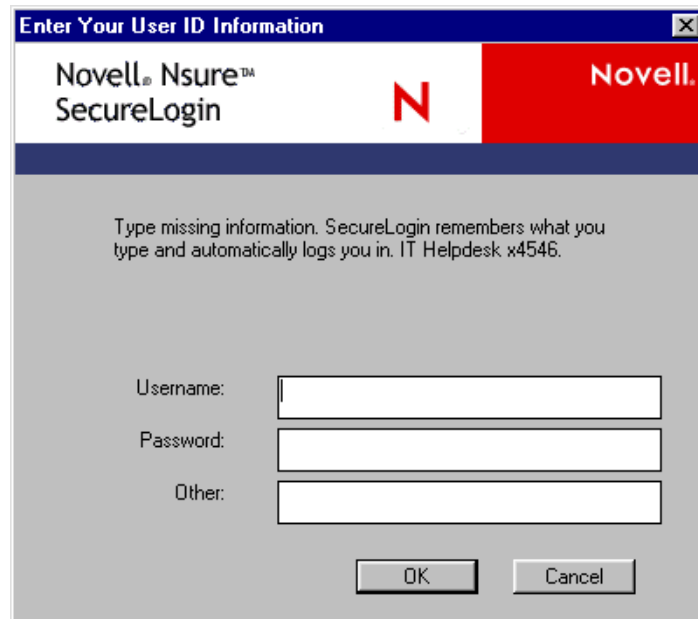 Enter Your User ID Information
Novell® Nsure™
SecureLogin
N
Novell®
Type missing information. SecureLogin remembers what you
type and automatically logs you in. IT Helpdesk x4546.
Username:
Password:
Other:
OK
Cancel